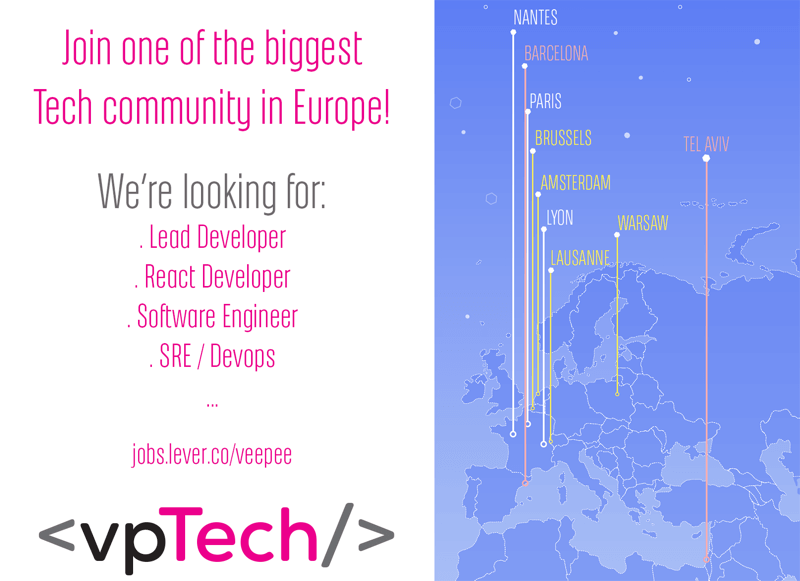 Join one of the biggest
Tech community in Europe!
We're looking for:
. Lead Developer
. React Developer
. Software Engineer
. SRE / Devops
...
jobs.lever.co/veepee
<vpTech/>
NANTES
BARCELONA
PARIS
BRUSSELS
TEL AVIV
AMSTERDAM
LYON
WARSAW
LAUSANNE